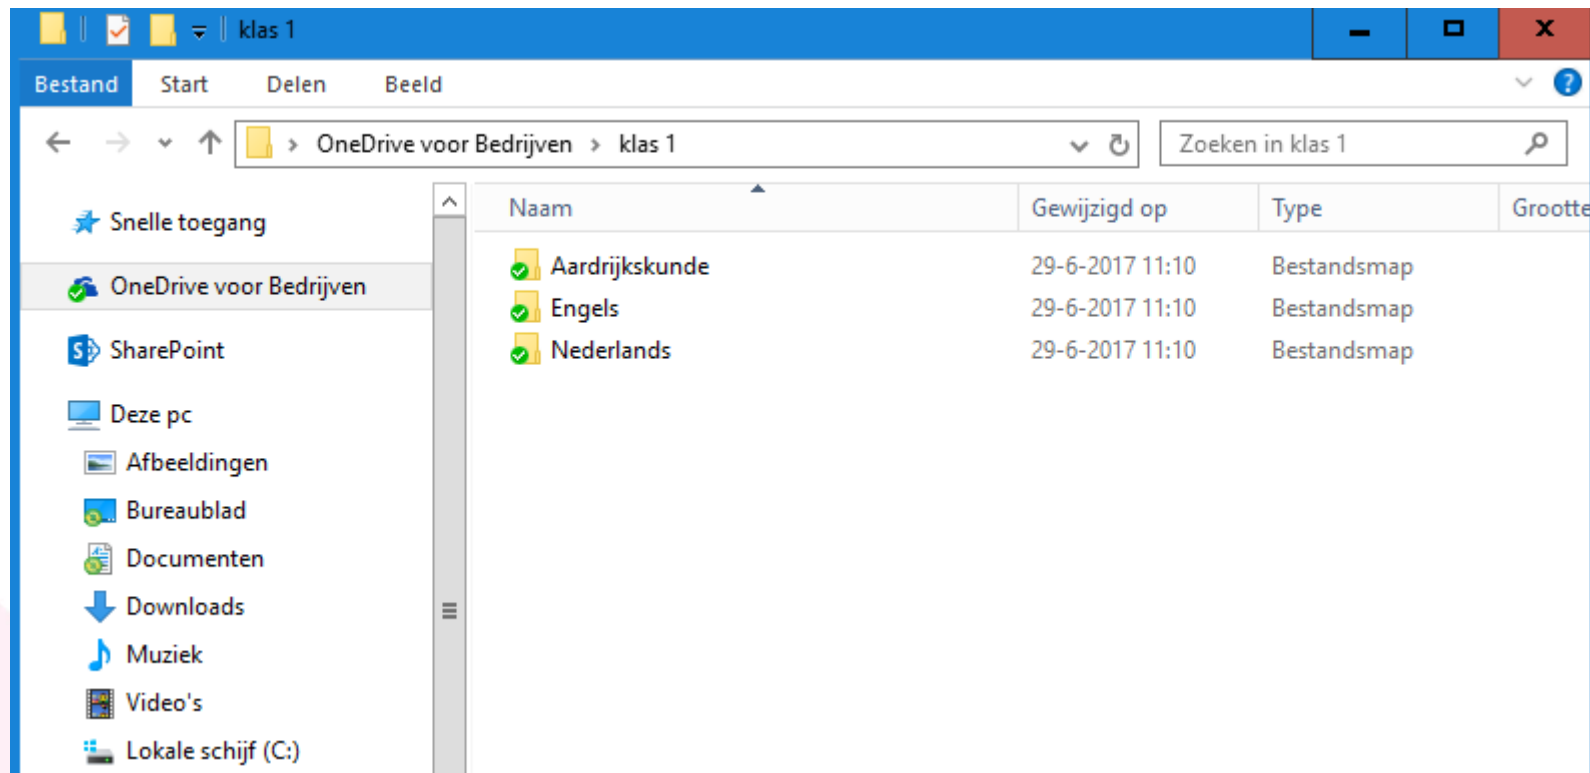 klas 1
Bestand Start Delen Beeld
OneDrive voor Bedrijven > klas 1
Zoeken in klas 1
Snelle toegang
OneDrive voor Bedrijven
SharePoint
Deze pc
Afbeeldingen
Bureaublad
Documenten
Downloads
Muziek
Video's
Lokale schijf (C:)
Naam Gewijzigd op Type Grootte
Aardrijkskunde 29-6-2017 11:10 Bestandsmap
Engels 29-6-2017 11:10 Bestandsmap
Nederlands 29-6-2017 11:10 Bestandsmap